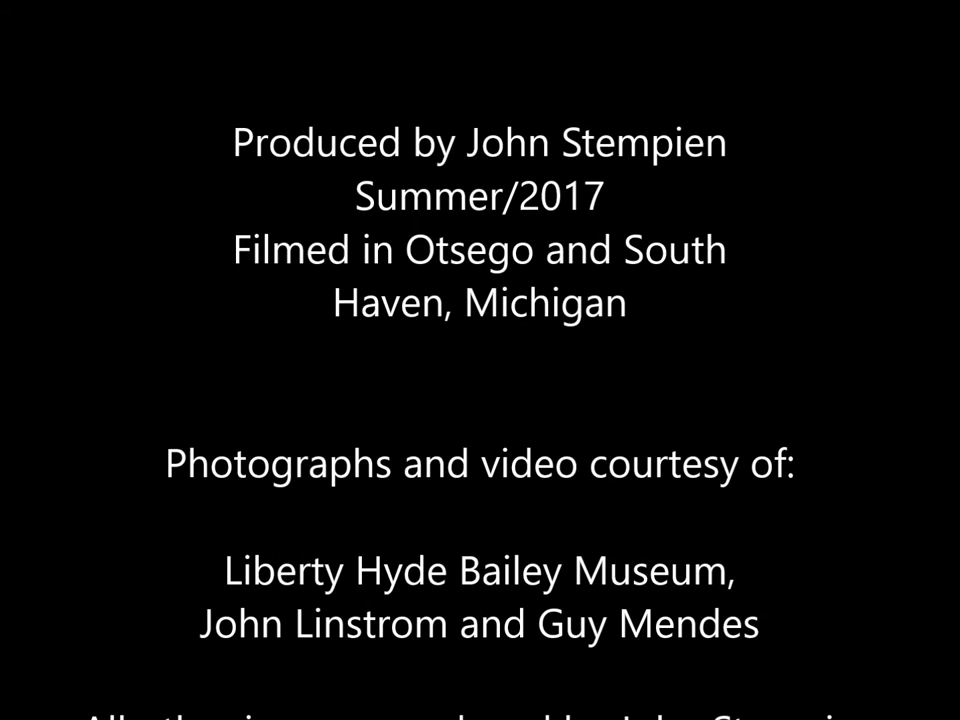 Produced by John Stempien
Summer/2017
Filmed in Otsego and South
Haven, Michigan
Photographs and video courtesy of:
Liberty Hyde Bailey Museum,
John Linstrom and Guy Mendes